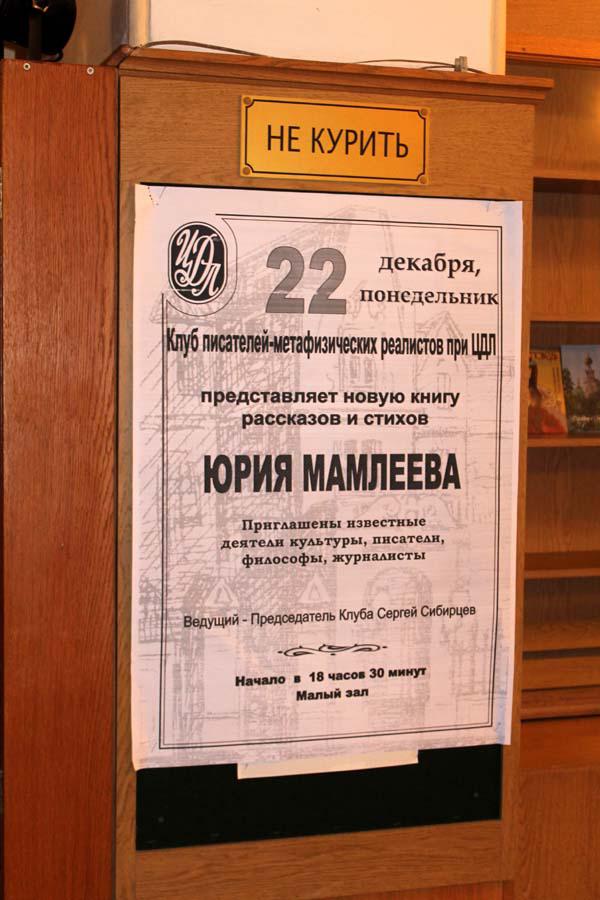 НЕ КУРИТЬ
ЦДЛ
22 декабря,
понедельник
Клуб писателей-метафизических реалистов при ЦДЛ
представляет новую книгу
рассказов и стихов
ЮРИЯ МАМЛЕЕВА
Приглашены известные
деятели культуры, писатели,
философы, журналисты
Ведущий - Председатель Клуба Сергей Сибирцев
Начало в 18 часов 30 минут
Малый зал